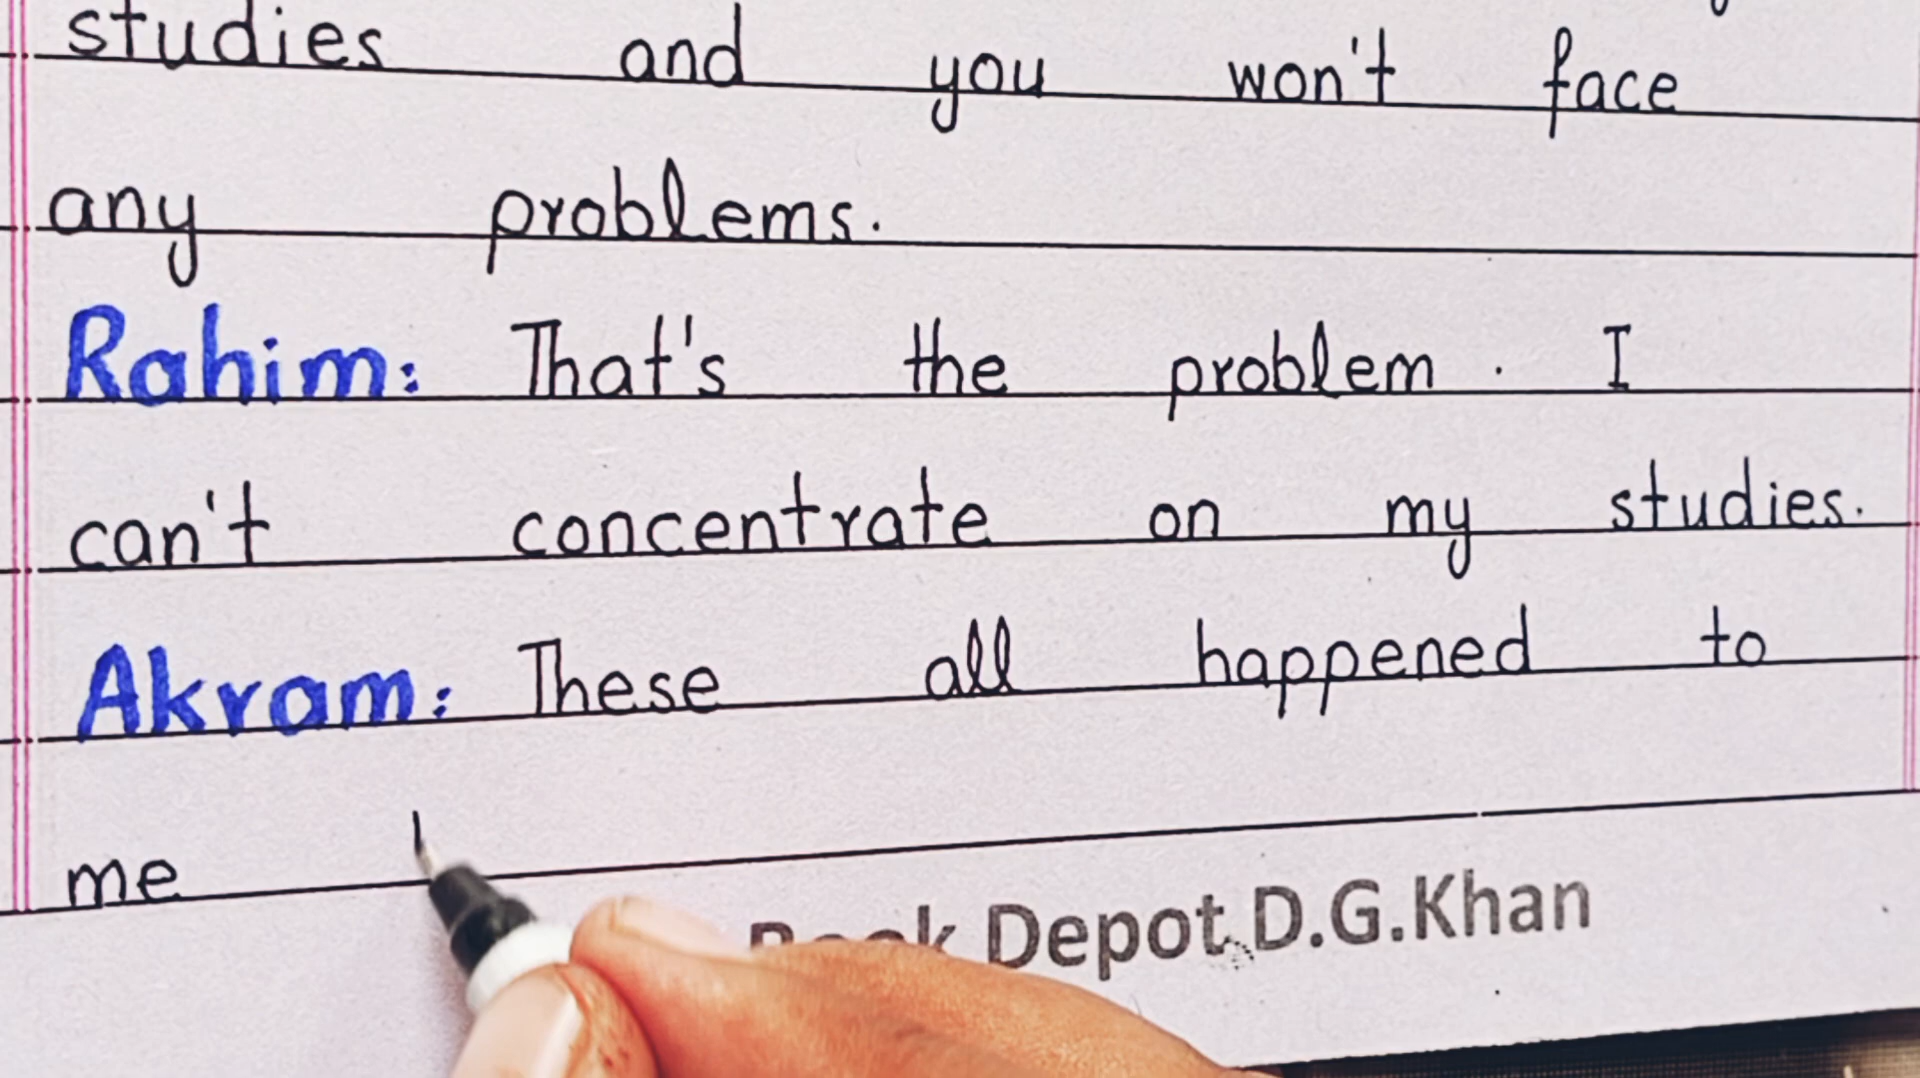 studies and you won't face
any problems.
Rahim: That's the problem. I
can't concentrate on my studies.
Akram: These all happened to
me
Depot D.G.Khan